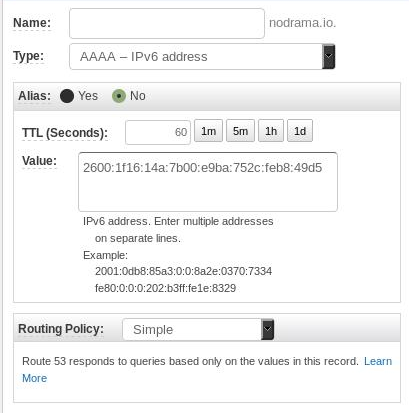 Name: nodrama.io.
Type: AAAA – IPv6 address
Alias: Yes No
TTL (Seconds): 60 1m 5m 1h 1d
Value: 2600:1f16:14a:7b00:e9ba:752c:feb8:49d5
IPv6 address. Enter multiple addresses
on separate lines.
Example:
2001:0db8:85a3:0:0:8a2e:0370:7334
fe80:0:0:0:202:b3ff:fe1e:8329
Routing Policy: Simple
Route 53 responds to queries based only on the values in this record. Learn
More